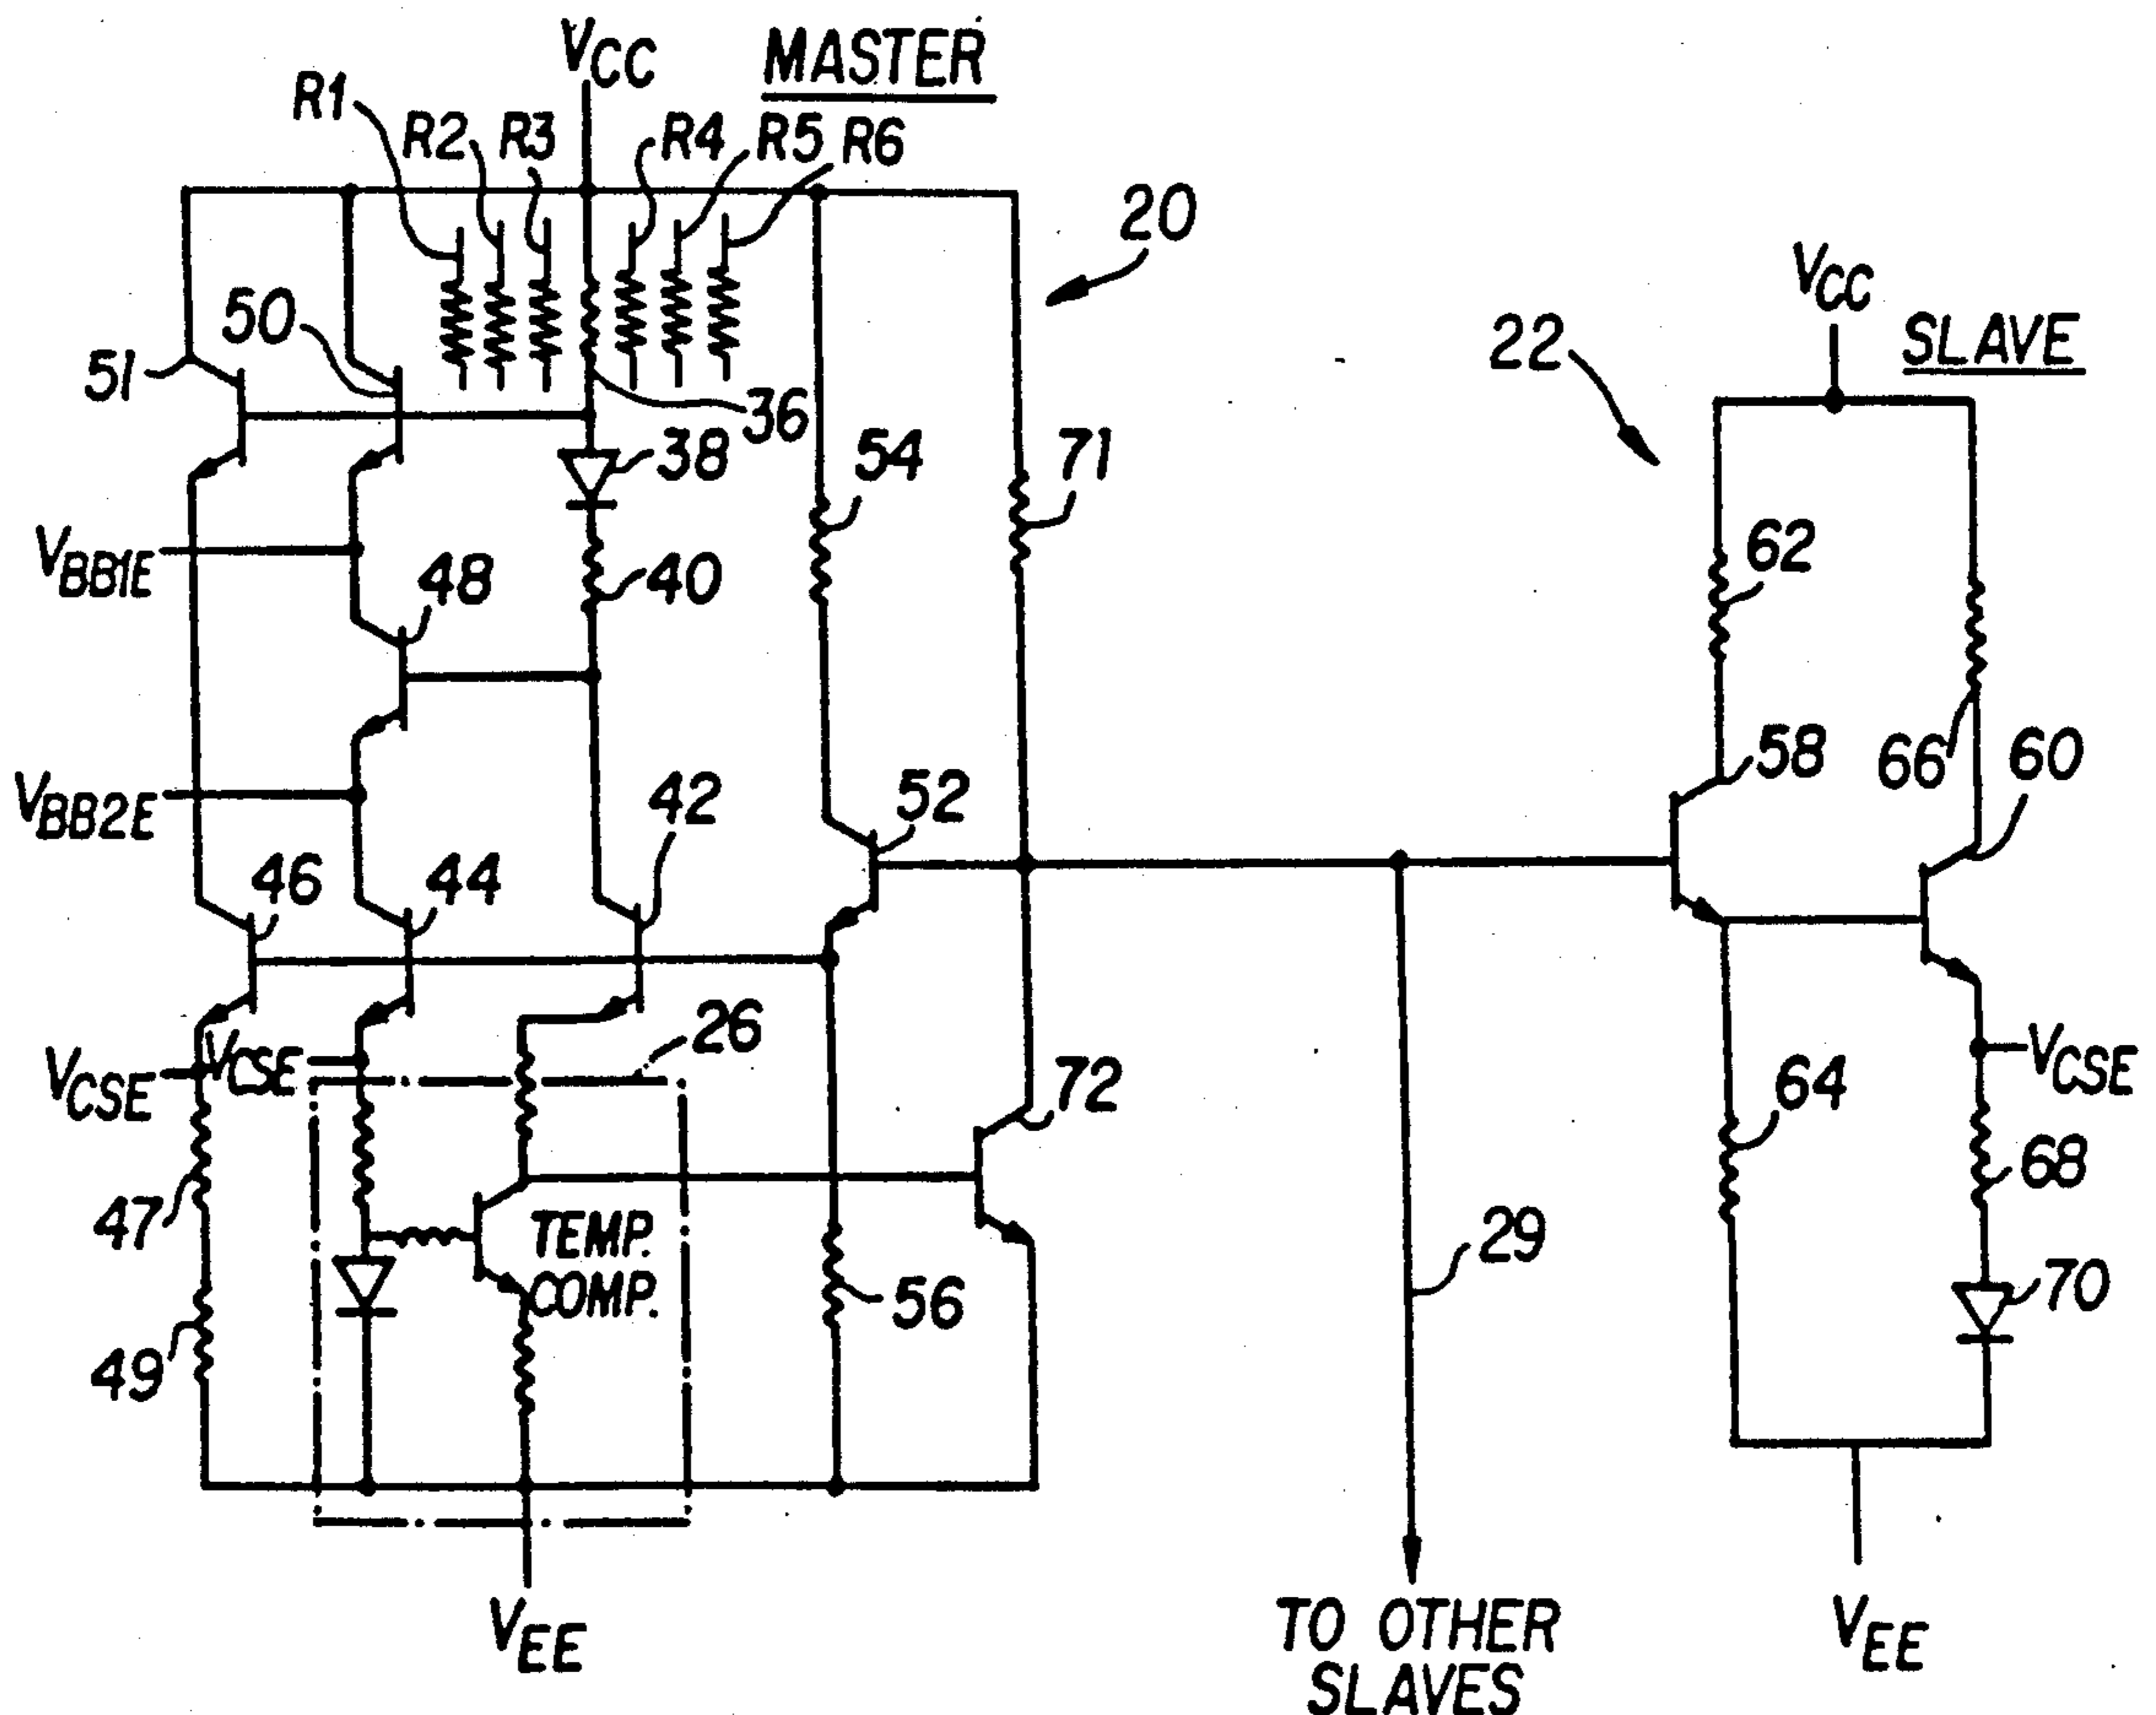 VCC
MASTER
R1
R2
R3
R4
R5
R6
20
50
51
36
38
54
71
VBB1E
48
40
VBB2E
52
42
46
44
26
VCSE
VCSE
72
47
TEMP.
COMP.
49
56
VEE
22
VCC
SLAVE
62
58
66
60
VCSE
64
68
70
29
TO OTHER
SLAVES
VEE